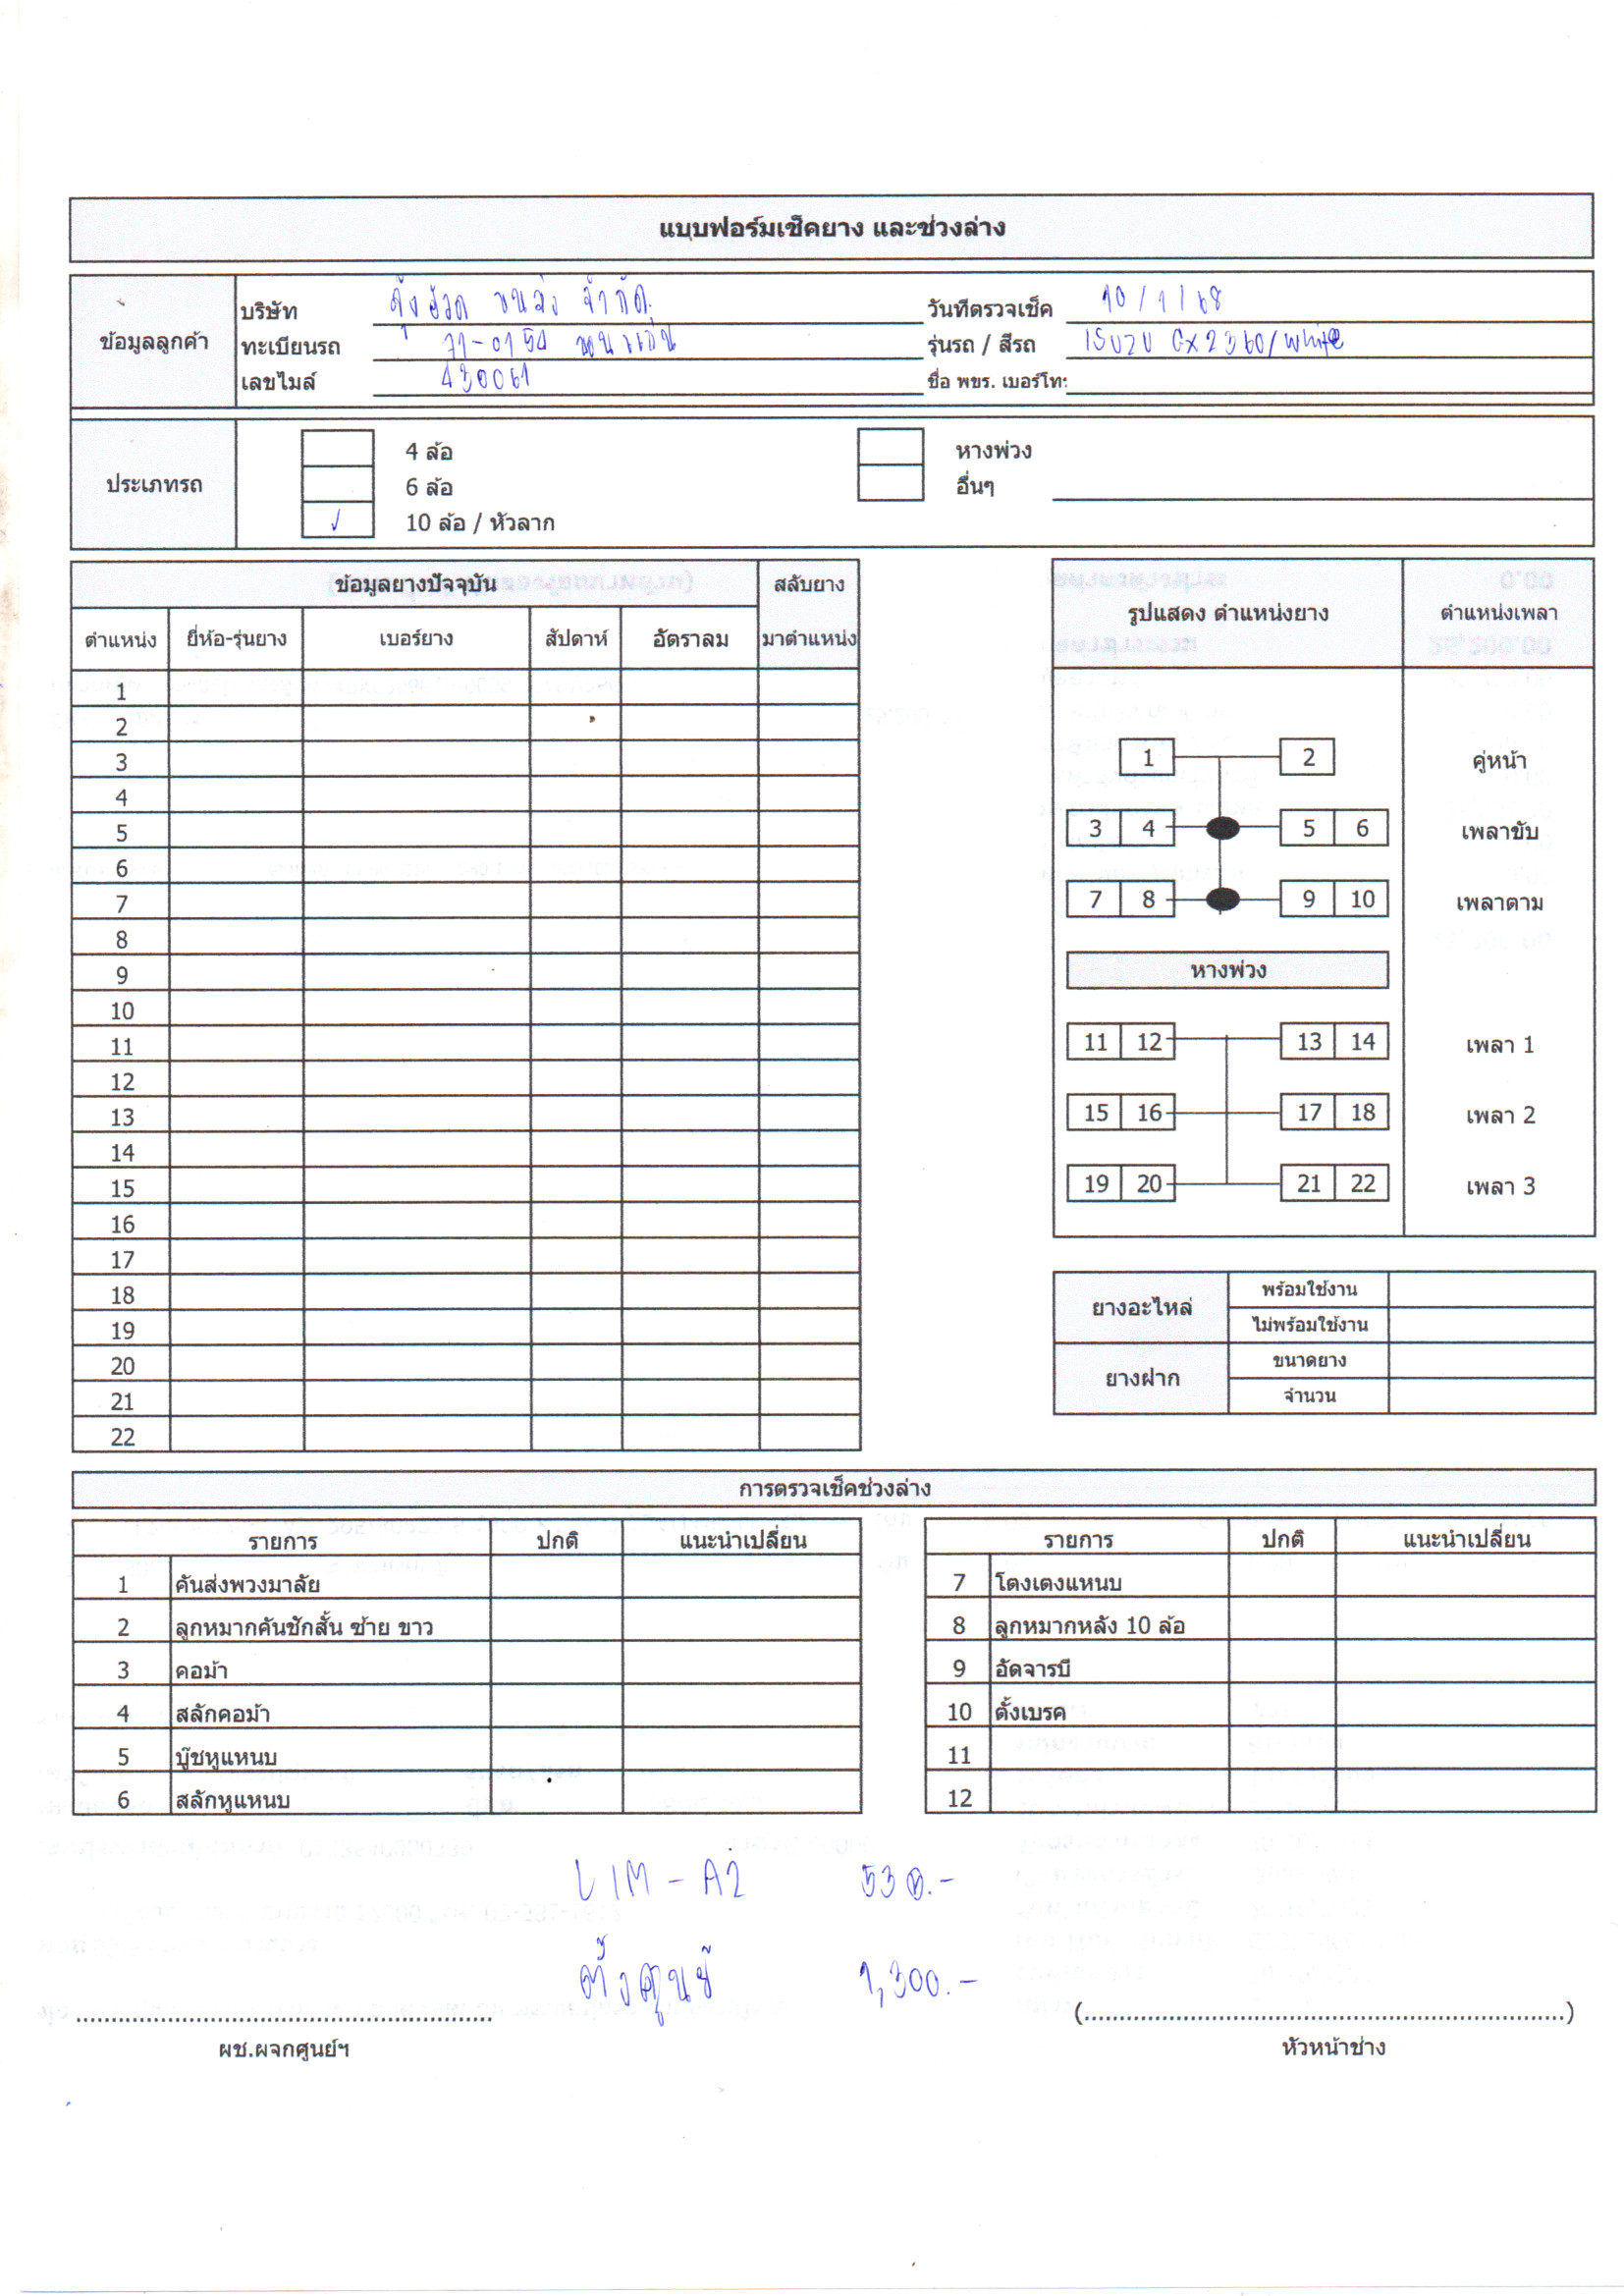 แบบฟอร์มเช็คยาง และช่วงล่าง
ข้อมูลลูกค้า
บริษัท ขนส่ง จำกัด. วันที่ตรวจเช็ค 10/1/68
ทะเบียนรถ 71-0154 ขอนแก่น รุ่นรถ / สีรถ ISUZU GX2360/White
เลขไมล์ 430061 ชื่อ พขร. เบอร์โทร
ประเภทรถ
4 ล้อ หางพ่วง
6 ล้อ อื่นๆ
✓ 10 ล้อ / หัวลาก
ข้อมูลยางปัจจุบัน สลับยาง
ตำแหน่ง ยี่ห้อ-รุ่นยาง เบอร์ยาง สัปดาห์ อัตราลม มาตำแหน่ง
1
2
3
4
5
6
7
8
9
10
11
12
13
14
15
16
17
18
19
20
21
22
รูปแสดง ตำแหน่งยาง ตำแหน่งเพลา
1 2 คู่หน้า
3 4 5 6 เพลาขับ
7 8 9 10 เพลาตาม
หางพ่วง
11 12 13 14 เพลา 1
15 16 17 18 เพลา 2
19 20 21 22 เพลา 3
ยางอะไหล่ พร้อมใช้งาน
ไม่พร้อมใช้งาน
ยางฝาก ขนาดยาง
จำนวน
การตรวจเช็คช่วงล่าง
รายการ ปกติ แนะนำเปลี่ยน
1 คันส่งพวงมาลัย
2 ลูกหมากคันชักสั้น ซ้าย ขาว
3 คอม้า
4 สลักคอม้า
5 บู๊ชหูแหนบ
6 สลักหูแหนบ
รายการ ปกติ แนะนำเปลี่ยน
7 โตงเตงแหนบ
8 ลูกหมากหลัง 10 ล้อ
9 อัดจารบี
10 ตั้งเบรค
11
12
UIM-A2 530.-
ตั้งศูนย์ 1,300.-
ผช.ผจกศูนย์ฯ
(....................) 
หัวหน้าช่าง